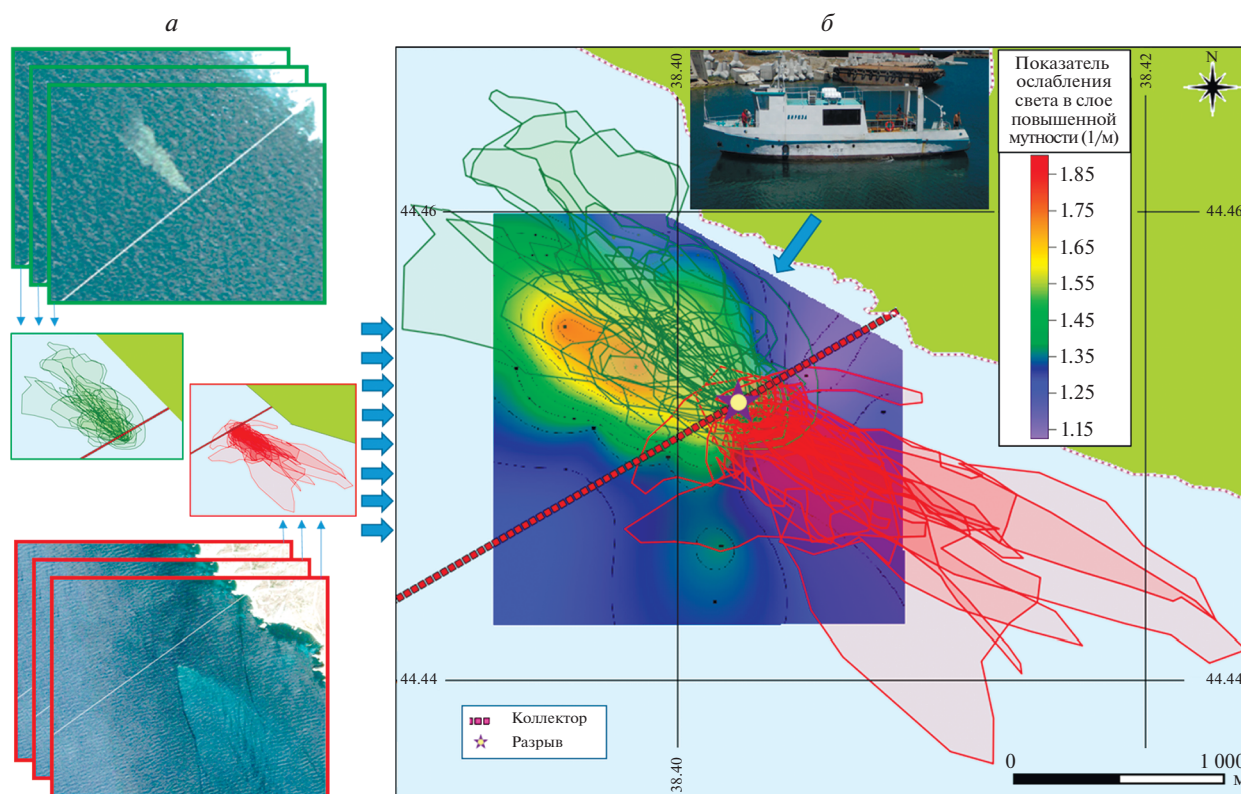 а
б
38.40
38.42
N
Показатель
ослабления
света в слое
повышенной
мутности (1/м)
1.85
1.75
1.65
1.55
1.45
1.35
1.25
1.15
44.46
44.46
44.44
44.44
Коллектор
Разрыв
38.40
0
1 000
м